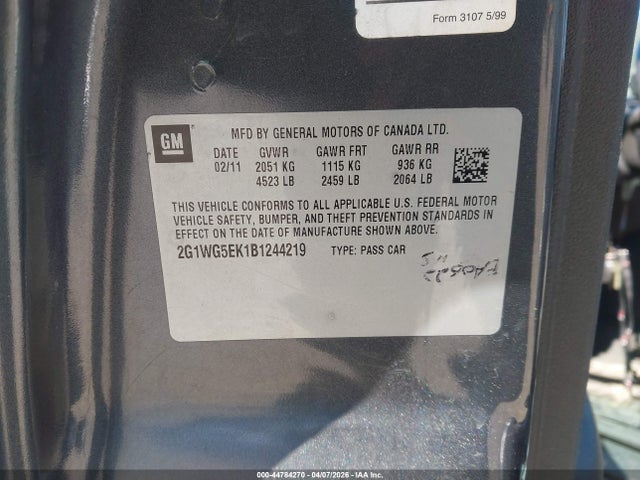 Form 3107 5/99
GM
MFD BY GENERAL MOTORS OF CANADA LTD.
DATE GVWR GAWR FRT GAWR RR
02/11 2051 KG 1115 KG 936 KG
4523 LB 2459 LB 2064 LB
THIS VEHICLE CONFORMS TO ALL APPLICABLE U.S. FEDERAL MOTOR
VEHICLE SAFETY, BUMPER, AND THEFT PREVENTION STANDARDS IN
EFFECT ON THE DATE OF MANUFACTURE SHOWN ABOVE.
2G1WG5EK1B1244219 TYPE: PASS CAR
000-44784270 - 04/07/2026 - IAA Inc.